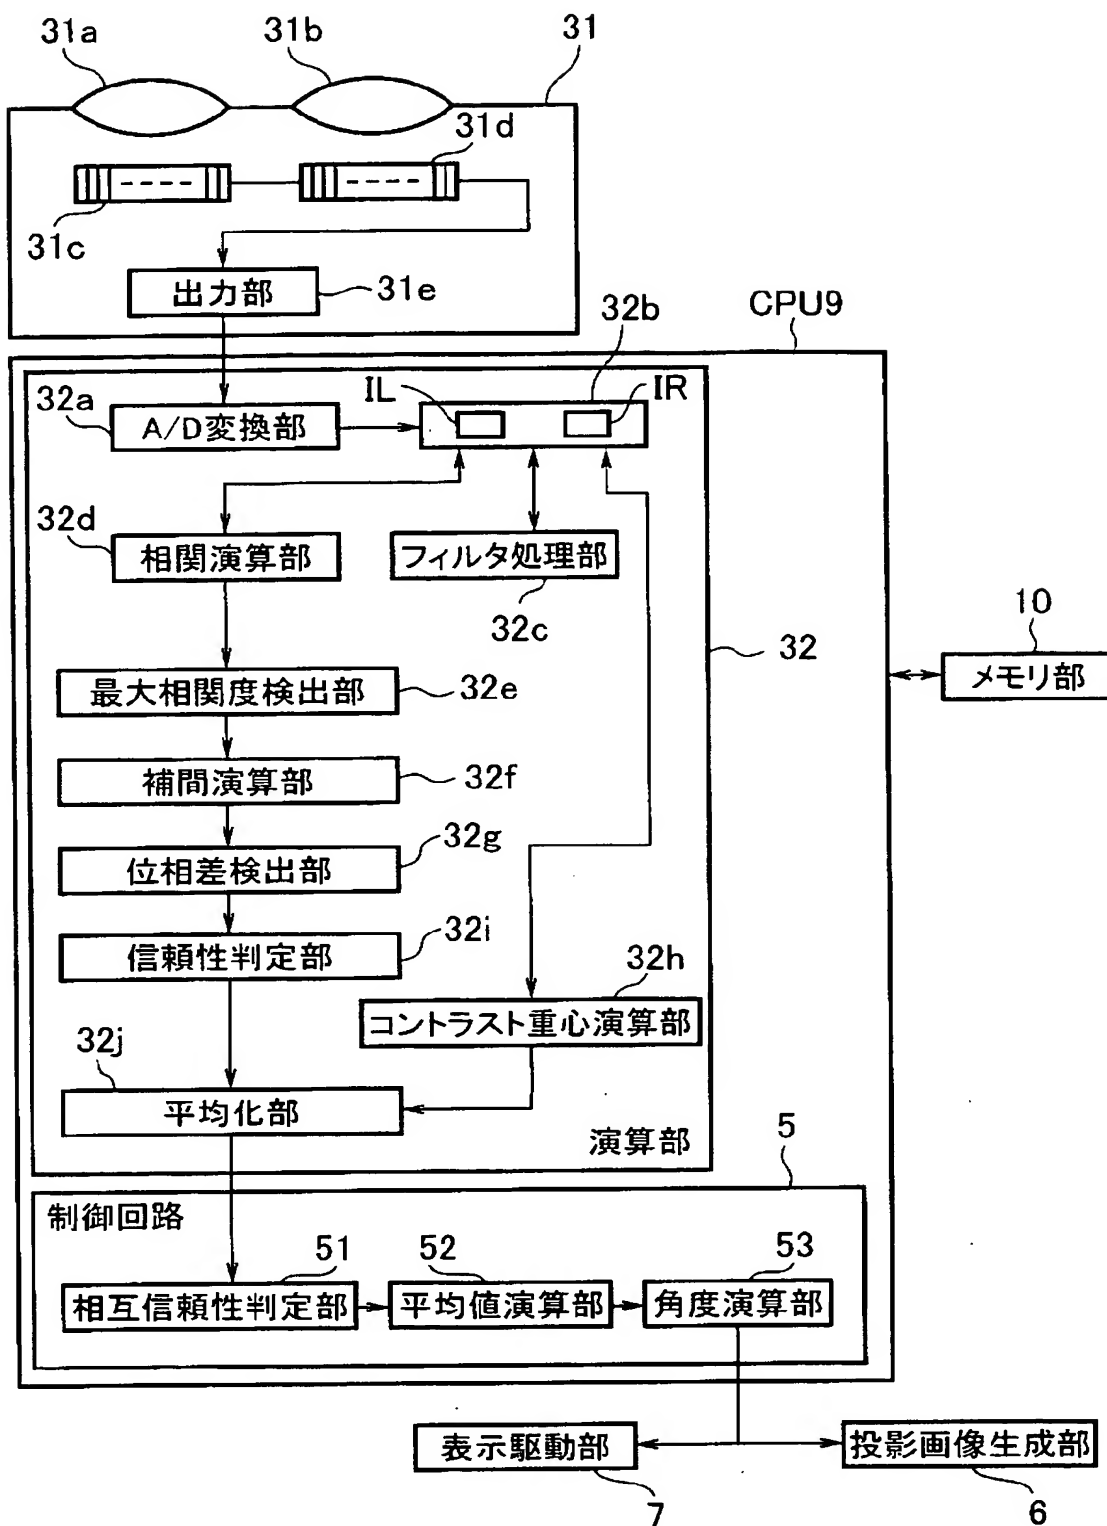 31a
31b
31
31d
31c
出力部
31e
CPU9
32b
32a
IL
IR
A/D変換部
32d
相関演算部
フィルタ処理部
32c
10
32
メモリ部
最大相関度検出部
32e
補間演算部
32f
位相差検出部
32g
信頼性判定部
32i
32h
コントラスト重心演算部
32j
平均化部
演算部
5
制御回路
51
52
53
相互信頼性判定部
平均値演算部
角度演算部
表示駆動部
投影画像生成部
7
6